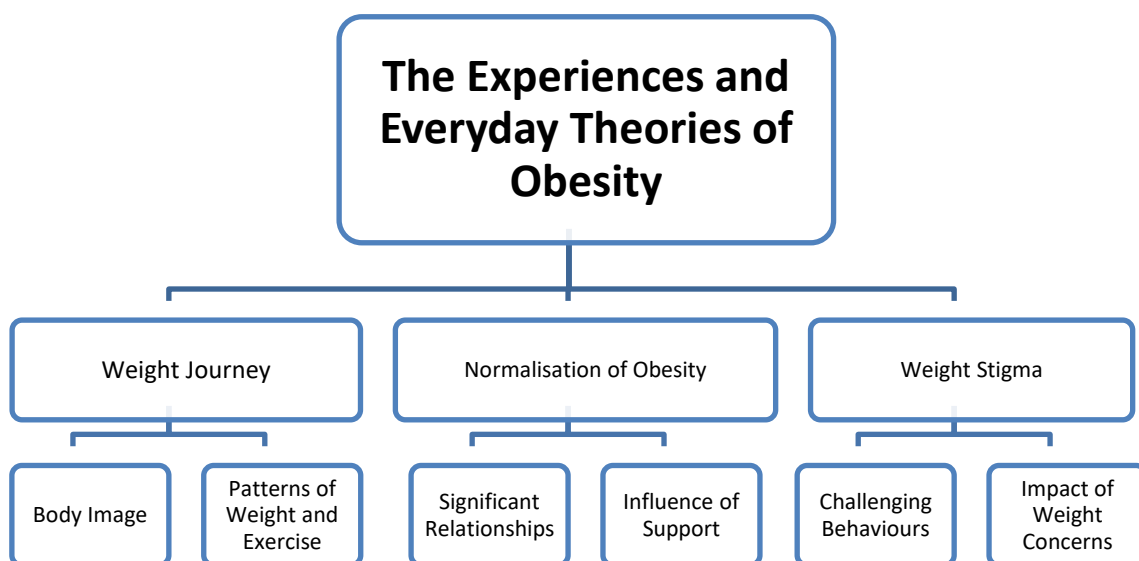 The Experiences and
Everyday Theories of
Obesity
Weight Journey
Normalisation of Obesity
Weight Stigma
Body Image
Patterns of
Weight and
Exercise
Significant
Relationships
Influence of
Support
Challenging
Behaviours
Impact of
Weight
Concerns